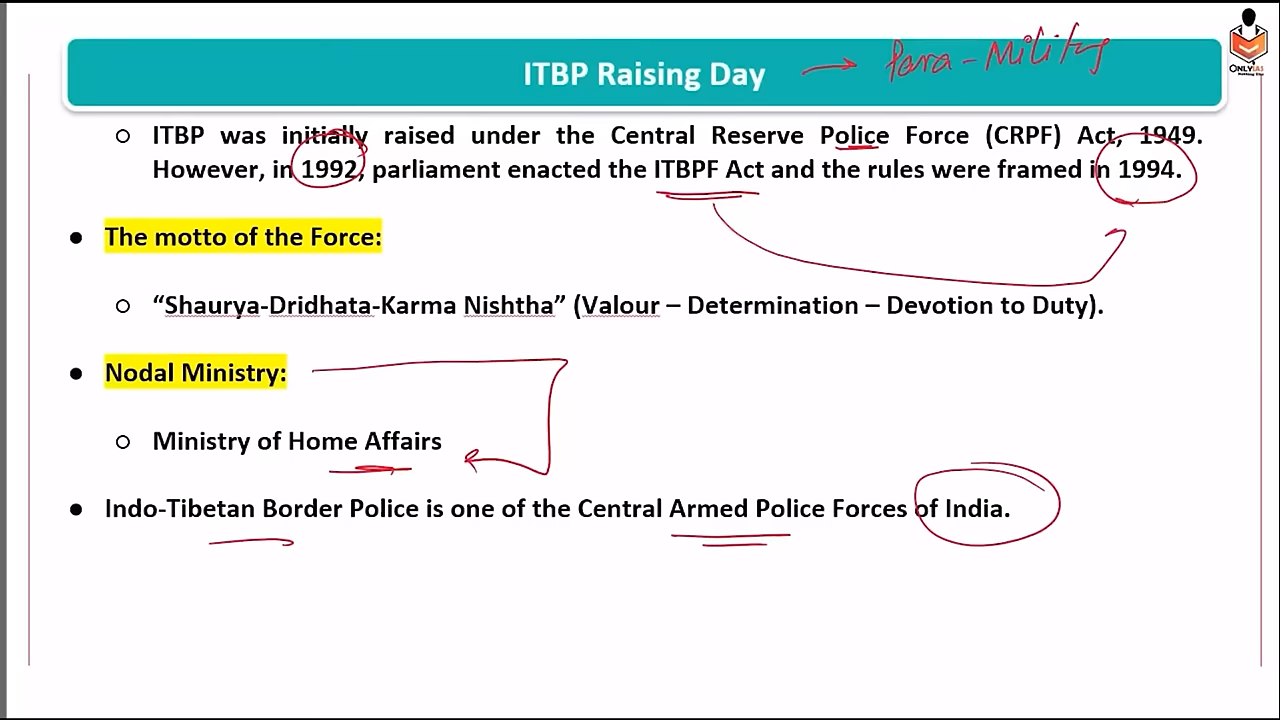 ITBP Raising Day → Para-Military
ONLYIAS
○ ITBP was initially raised under the Central Reserve Police Force (CRPF) Act, 1949.
However, in 1992, parliament enacted the ITBPF Act and the rules were framed in 1994.
● The motto of the Force:
○ “Shaurya-Dridhata-Karma Nishtha” (Valour – Determination – Devotion to Duty).
● Nodal Ministry:
○ Ministry of Home Affairs
● Indo-Tibetan Border Police is one of the Central Armed Police Forces of India.